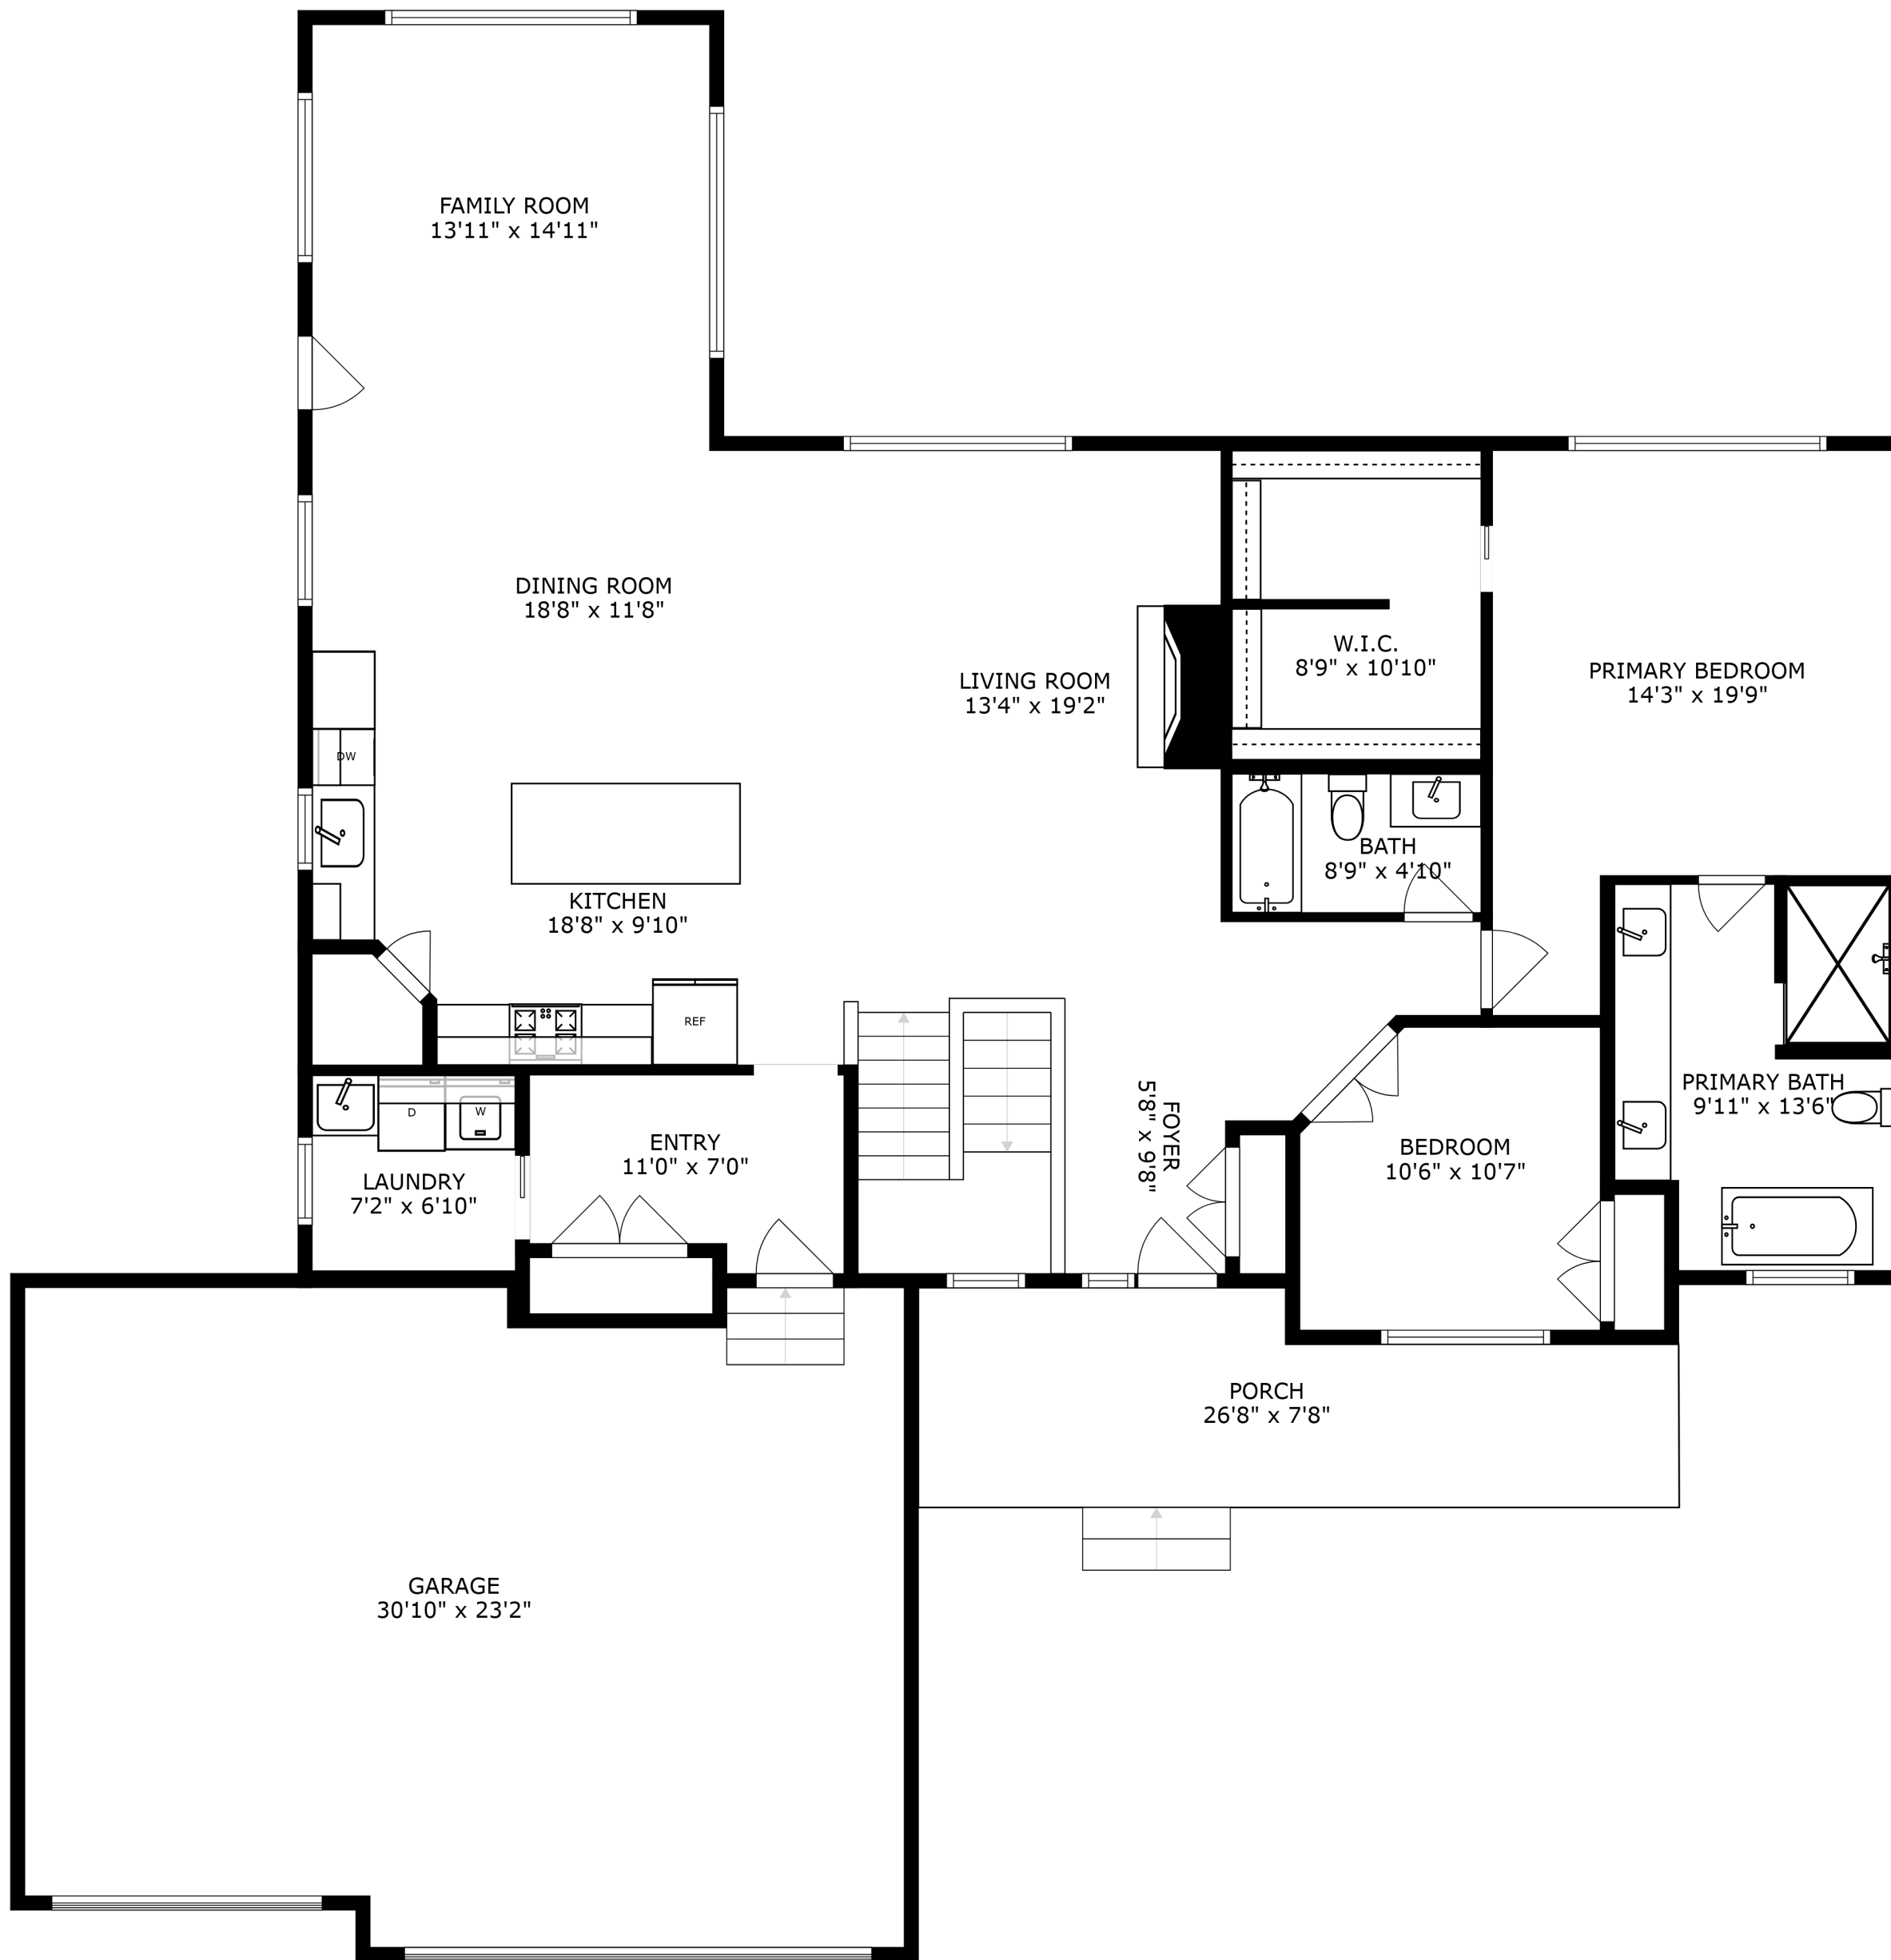 FAMILY ROOM
13'11" x 14'11"
DINING ROOM
18'8" x 11'8"
LIVING ROOM
13'4" x 19'2"
W.I.C.
8'9" x 10'10"
PRIMARY BEDROOM
14'3" x 19'9"
DW
BATH
8'9" x 4'10"
KITCHEN
18'8" x 9'10"
REF
D
W
LAUNDRY
7'2" x 6'10"
ENTRY
11'0" x 7'0"
FOYER
5'8" x 9'8"
BEDROOM
10'6" x 10'7"
PRIMARY BATH
9'11" x 13'6"
PORCH
26'8" x 7'8"
GARAGE
30'10" x 23'2"